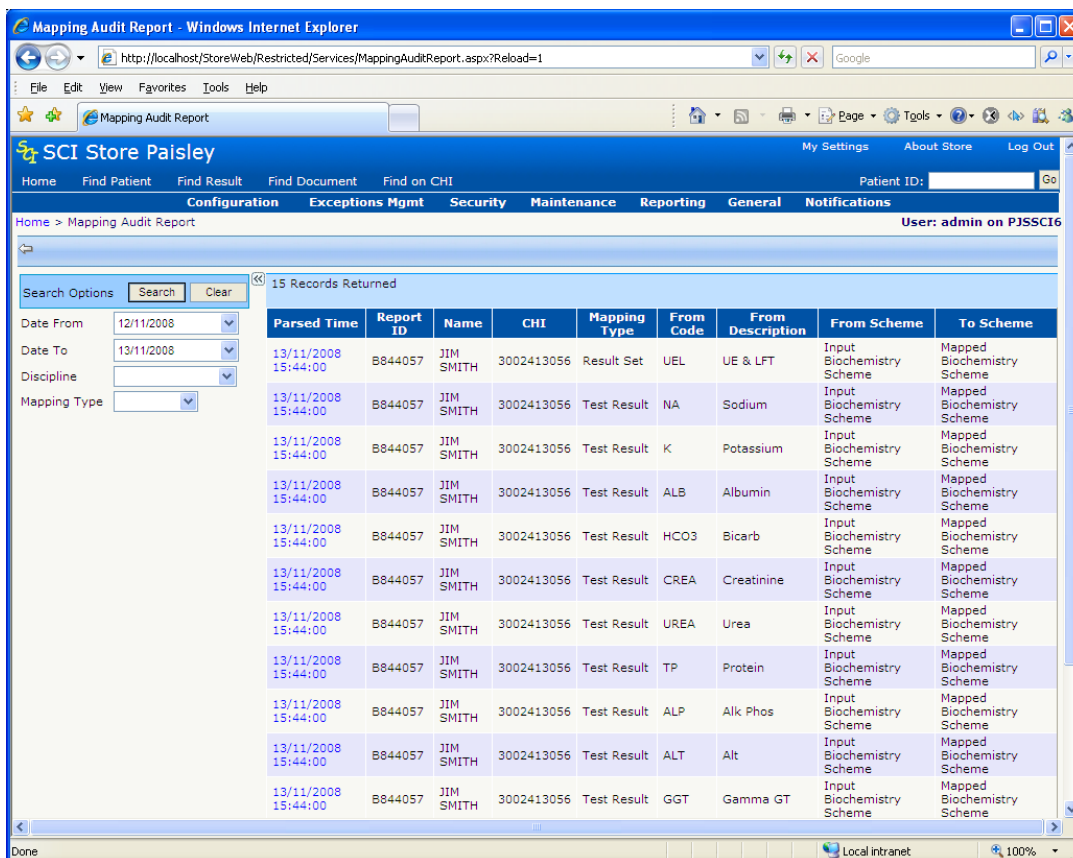 Mapping Audit Report - Windows Internet Explorer
http://localhost/StoreWeb/Restricted/Services/MappingAuditReport.aspx?Reload=1
Google
File Edit View Favorites Tools Help
Mapping Audit Report
Page Tools
SCI Store Paisley
My Settings About Store Log Out
Home Find Patient Find Result Find Document Find on CHI
Patient ID: Go
Configuration Exceptions Mgmt Security Maintenance Reporting General Notifications
Home > Mapping Audit Report
User: admin on PJSSCI6
Search Options Search Clear
Date From 12/11/2008
Date To 13/11/2008
Discipline
Mapping Type
15 Records Returned
Parsed Time Report ID Name CHI Mapping Type From Code From Description From Scheme To Scheme
13/11/2008 15:44:00 B844057 JIM SMITH 3002413056 Result Set UEL UE & LFT Input Biochemistry Scheme Mapped Biochemistry Scheme
13/11/2008 15:44:00 B844057 JIM SMITH 3002413056 Test Result NA Sodium Input Biochemistry Scheme Mapped Biochemistry Scheme
13/11/2008 15:44:00 B844057 JIM SMITH 3002413056 Test Result K Potassium Input Biochemistry Scheme Mapped Biochemistry Scheme
13/11/2008 15:44:00 B844057 JIM SMITH 3002413056 Test Result ALB Albumin Input Biochemistry Scheme Mapped Biochemistry Scheme
13/11/2008 15:44:00 B844057 JIM SMITH 3002413056 Test Result HCO3 Bicarb Input Biochemistry Scheme Mapped Biochemistry Scheme
13/11/2008 15:44:00 B844057 JIM SMITH 3002413056 Test Result CREA Creatinine Input Biochemistry Scheme Mapped Biochemistry Scheme
13/11/2008 15:44:00 B844057 JIM SMITH 3002413056 Test Result UREA Urea Input Biochemistry Scheme Mapped Biochemistry Scheme
13/11/2008 15:44:00 B844057 JIM SMITH 3002413056 Test Result TP Protein Input Biochemistry Scheme Mapped Biochemistry Scheme
13/11/2008 15:44:00 B844057 JIM SMITH 3002413056 Test Result ALP Alk Phos Input Biochemistry Scheme Mapped Biochemistry Scheme
13/11/2008 15:44:00 B844057 JIM SMITH 3002413056 Test Result ALT Alt Input Biochemistry Scheme Mapped Biochemistry Scheme
13/11/2008 15:44:00 B844057 JIM SMITH 3002413056 Test Result GGT Gamma GT Input Biochemistry Scheme Mapped Biochemistry Scheme
Done
Local intranet
100%